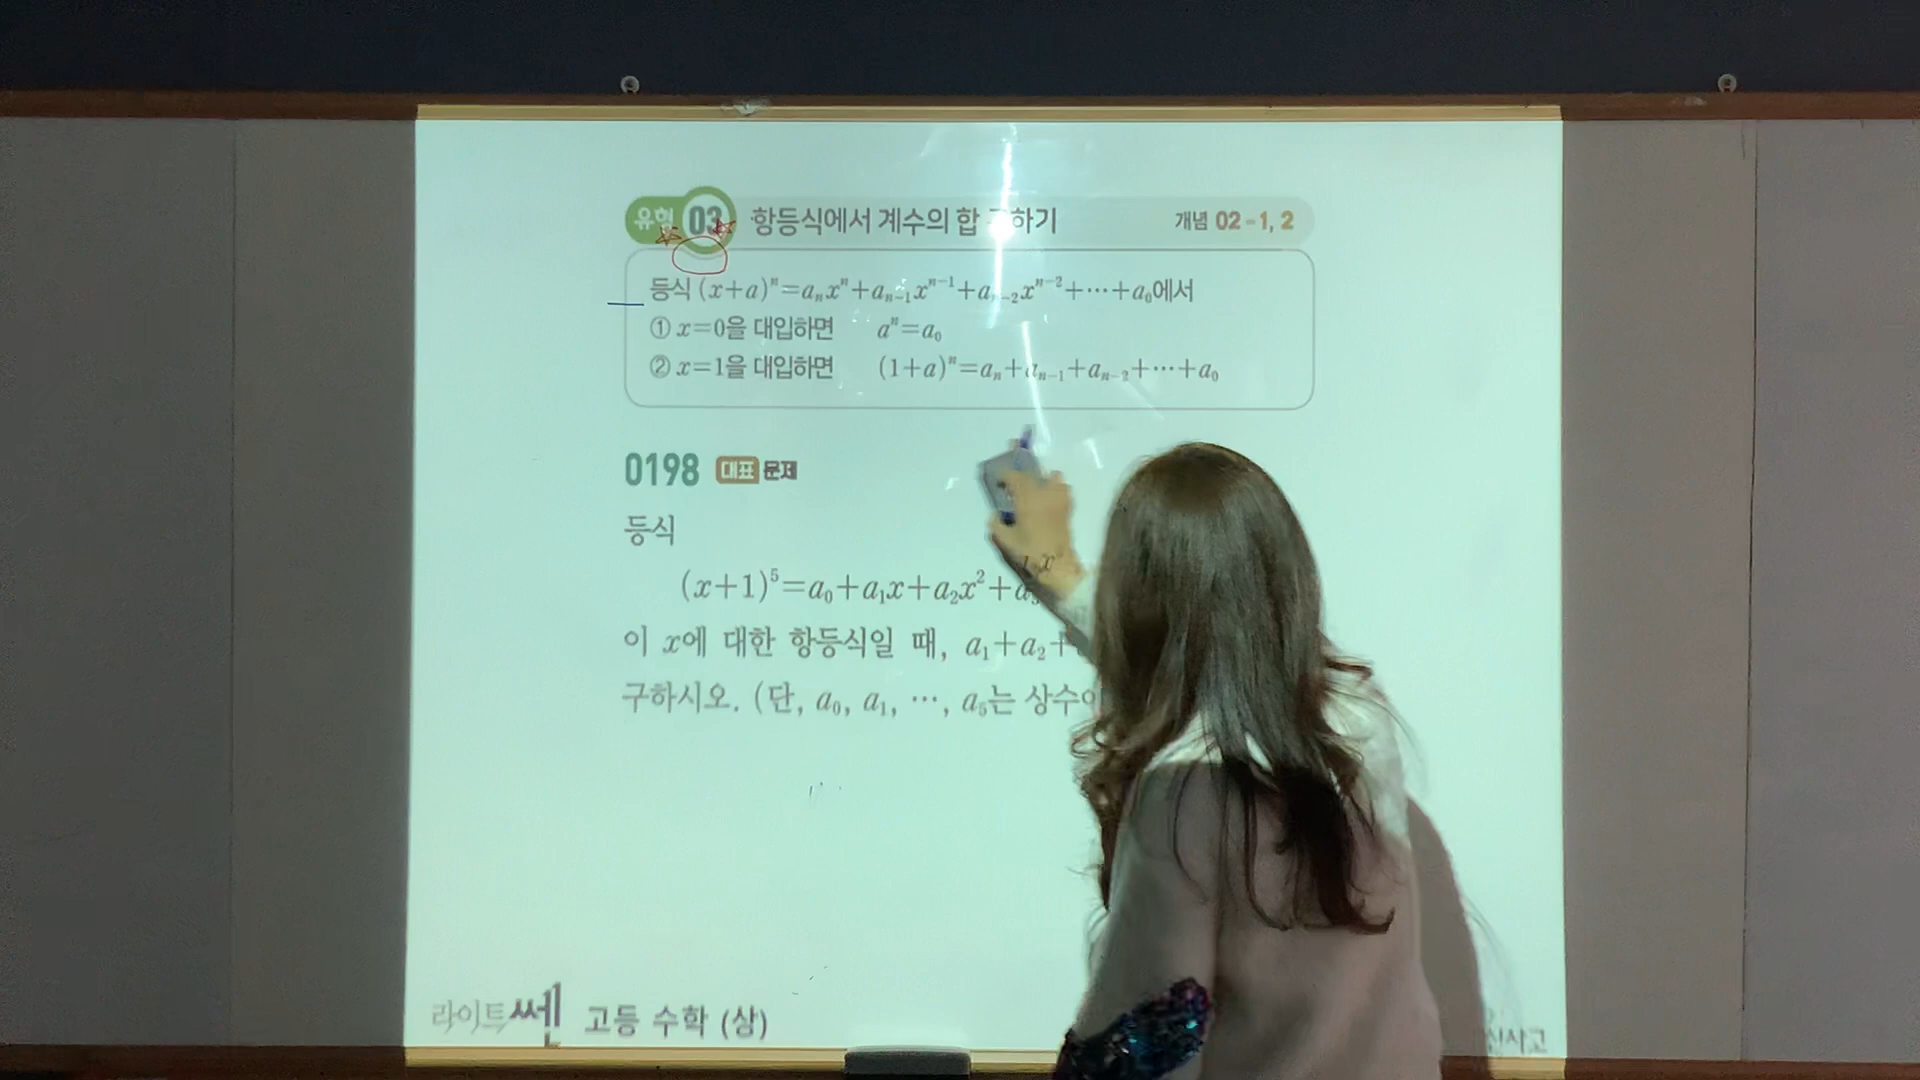 유형 03 항등식에서 계수의 합 하기 개념 02-1, 2
등식 (x+a)ⁿ=aₙxⁿ+aₙ₋₁xⁿ⁻¹+aₙ₋₂xⁿ⁻²+⋯+a₀에서
① x=0을 대입하면 aⁿ=a₀
② x=1을 대입하면 (1+a)ⁿ=aₙ+aₙ₋₁+aₙ₋₂+⋯+a₀
0198 대표 문제
등식
(x+1)⁵=a₀+a₁x+a₂x²+a₃
이 x에 대한 항등식일 때, a₁+a₂+
구하시오. (단, a₀, a₁, ⋯, a₅는 상수
라이트쎈 고등 수학 (상)
신사고